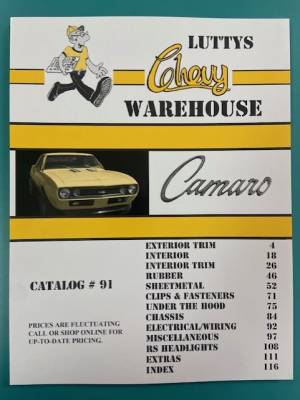 LUTTYS
Chevy
WAREHOUSE
Camaro
EXTERIOR TRIM 4
INTERIOR 18
INTERIOR TRIM 26
RUBBER 46
SHEETMETAL 52
CLIPS & FASTENERS 71
UNDER THE HOOD 75
CHASSIS 84
ELECTRICAL/WIRING 92
MISCELLANEOUS 97
RS HEADLIGHTS 108
EXTRAS 111
INDEX 116
CATALOG # 91
PRICES ARE FLUCTUATING
CALL OR SHOP ONLINE FOR
UP-TO-DATE PRICING.